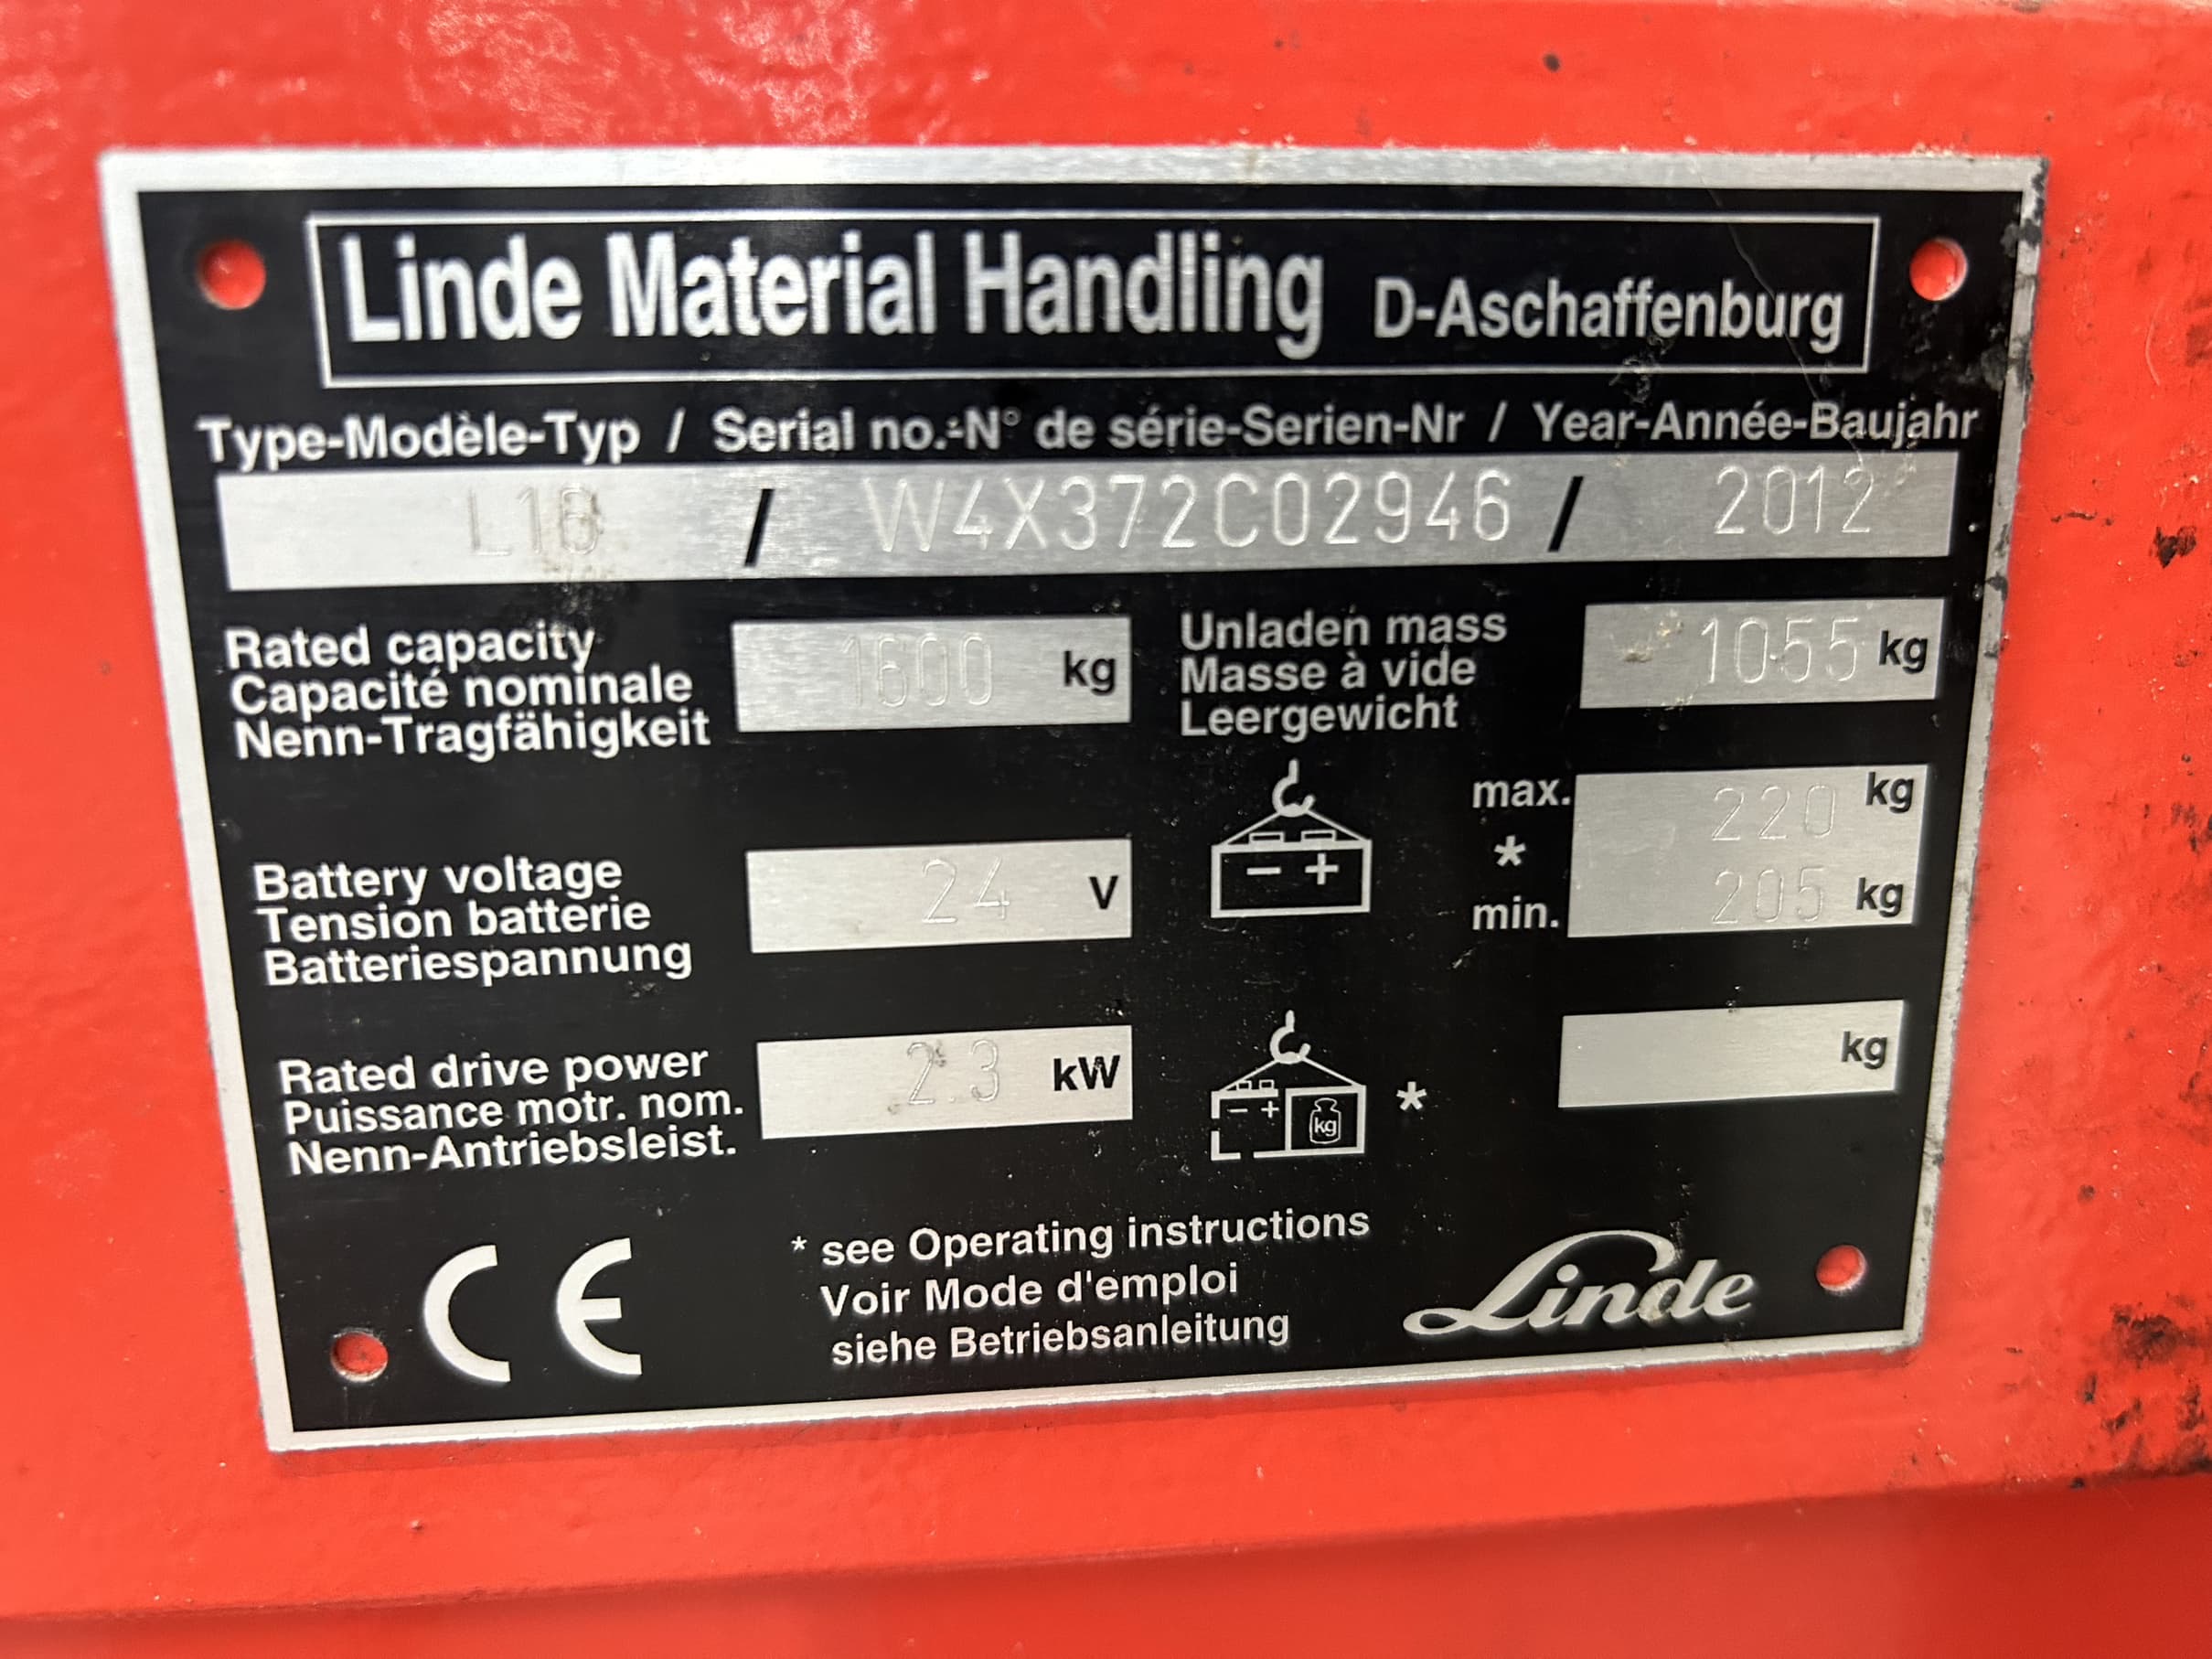 Linde Material Handling D-Aschaffenburg
Type-Modèle-Typ / Serial no.-N° de série-Serien-Nr / Year-Année-Baujahr
L16 / W4X372C02946 / 2012
Rated capacity
Capacité nominale
Nenn-Tragfähigkeit
1600 kg
Unladen mass
Masse à vide
Leergewicht
1055 kg
Battery voltage
Tension batterie
Batteriespannung
24 V
- +
max. 220 kg
*
min. 205 kg
Rated drive power
Puissance motr. nom.
Nenn-Antriebsleist.
2.3 kW
- + kg * kg
CE
* see Operating instructions
Voir Mode d'emploi
siehe Betriebsanleitung
Linde